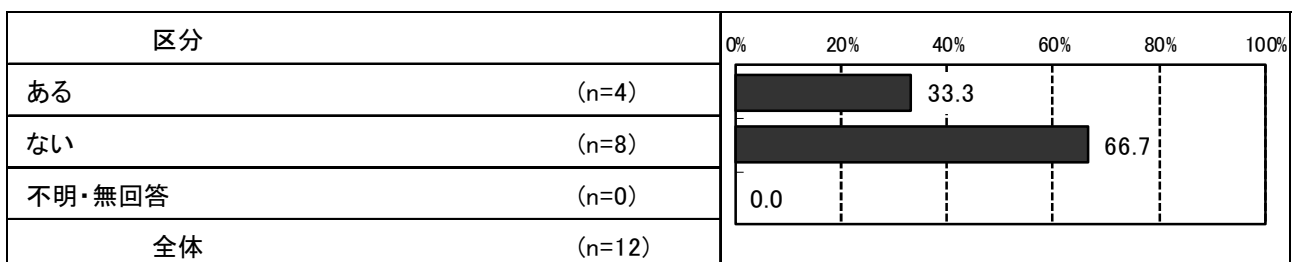 区分
0% 20% 40% 60% 80% 100%
ある (n=4) 33.3
ない (n=8) 66.7
不明・無回答 (n=0) 0.0
全体 (n=12)